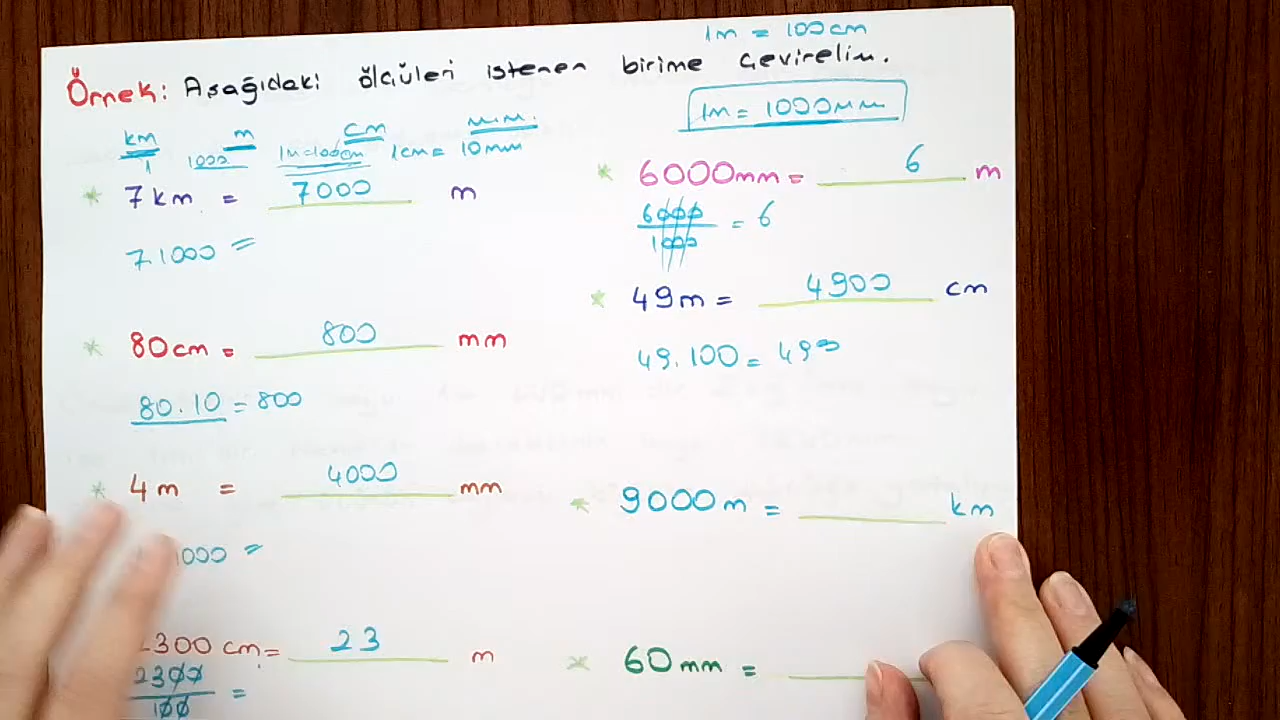 1m = 100cm
Örnek: Aşağıdaki ölçüleri istenen birime çevirelim.
1m = 1000mm
km m cm mm.
1 1000 1m=100cm 1cm = 10mm
* 7km = 7000 m
7.1000 =
* 80cm = 800 mm
80.10 = 800
* 4m = 4000 mm
1000 =
2300 cm = 23 m
2300
100 =
* 6000mm = 6 m
6000
1000 = 6
* 49m = 4900 cm
49.100 = 4900
* 9000m = km
* 60mm =